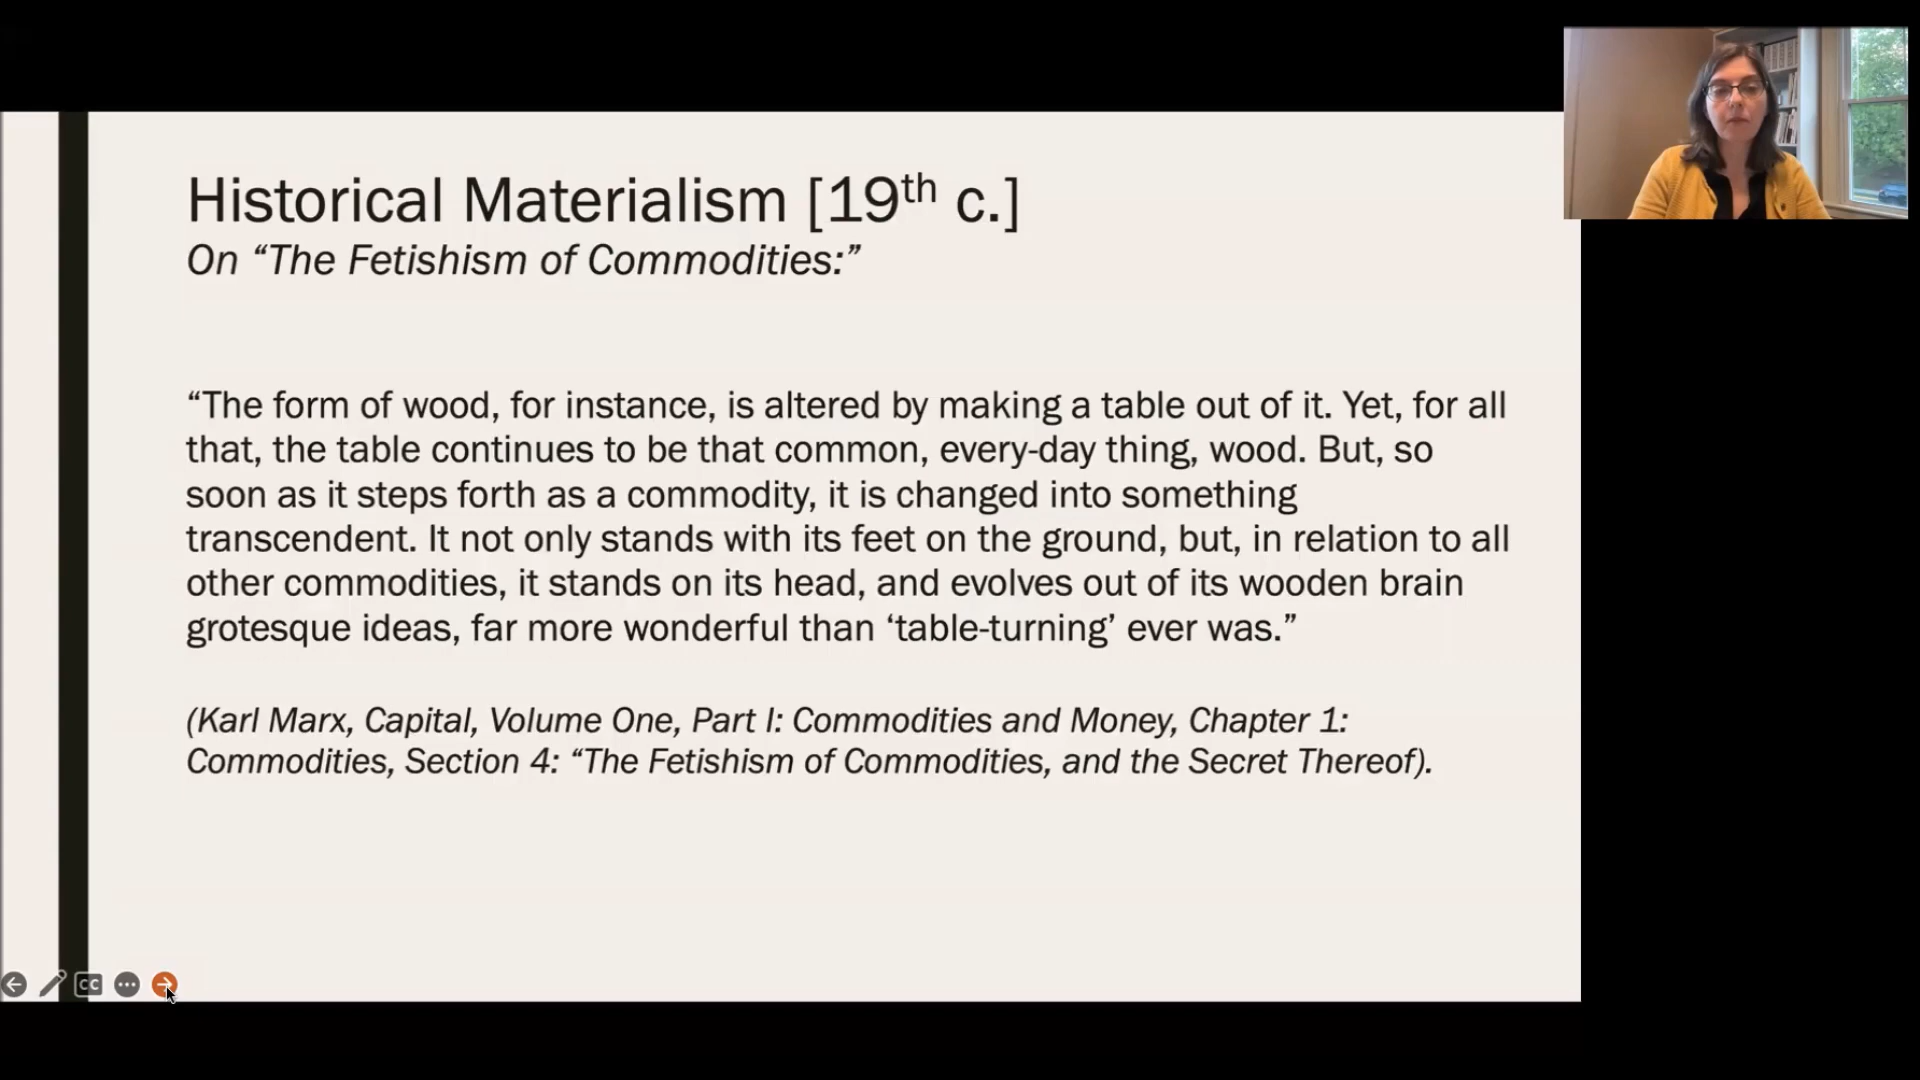 Historical Materialism [19th c.]
On “The Fetishism of Commodities:”
“The form of wood, for instance, is altered by making a table out of it. Yet, for all
that, the table continues to be that common, every-day thing, wood. But, so
soon as it steps forth as a commodity, it is changed into something
transcendent. It not only stands with its feet on the ground, but, in relation to all
other commodities, it stands on its head, and evolves out of its wooden brain
grotesque ideas, far more wonderful than ‘table-turning’ ever was.”
(Karl Marx, Capital, Volume One, Part I: Commodities and Money, Chapter 1:
Commodities, Section 4: “The Fetishism of Commodities, and the Secret Thereof).
CC